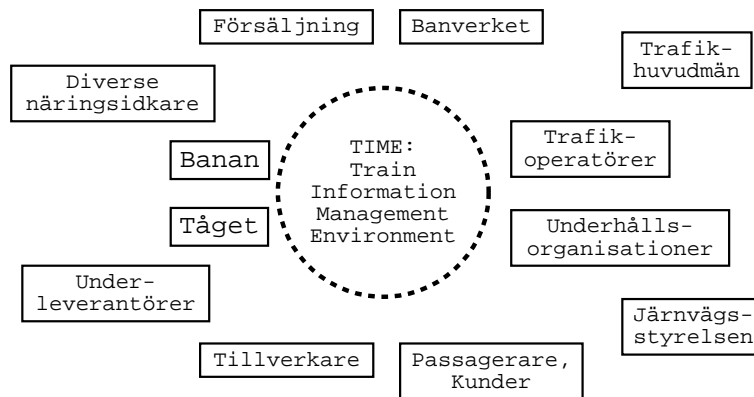 Försäljning
Banverket
Trafik-
huvudmän
Diverse
näringsidkare
Banan
TIME:
Train
Information
Management
Environment
Trafik-
operatörer
Tåget
Underhålls-
organisationer
Under-
leverantörer
Järnvägs-
styrelsen
Tillverkare
Passagerare,
Kunder